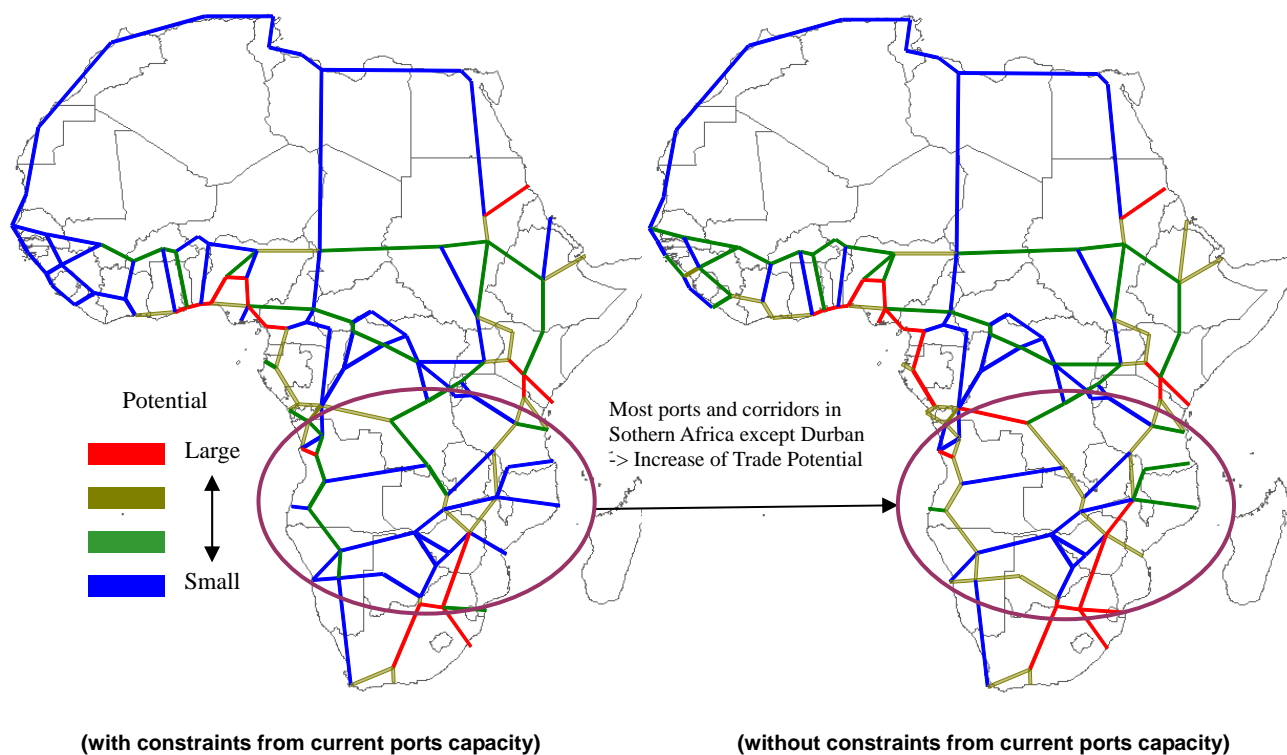 Potential
Large
Small
Most ports and corridors in
Sothern Africa except Durban
-> Increase of Trade Potential
(with constraints from current ports capacity)
(without constraints from current ports capacity)